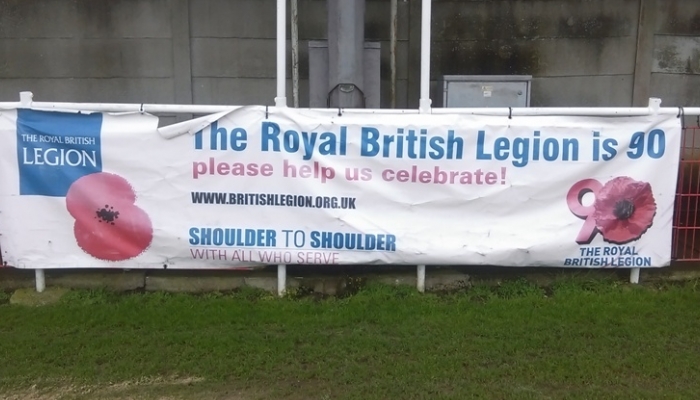 THE ROYAL BRITISH
LEGION
The Royal British Legion is 90
please help us celebrate!
WWW.BRITISHLEGION.ORG.UK
SHOULDER TO SHOULDER
WITH ALL WHO SERVE
90
THE ROYAL
BRITISH LEGION